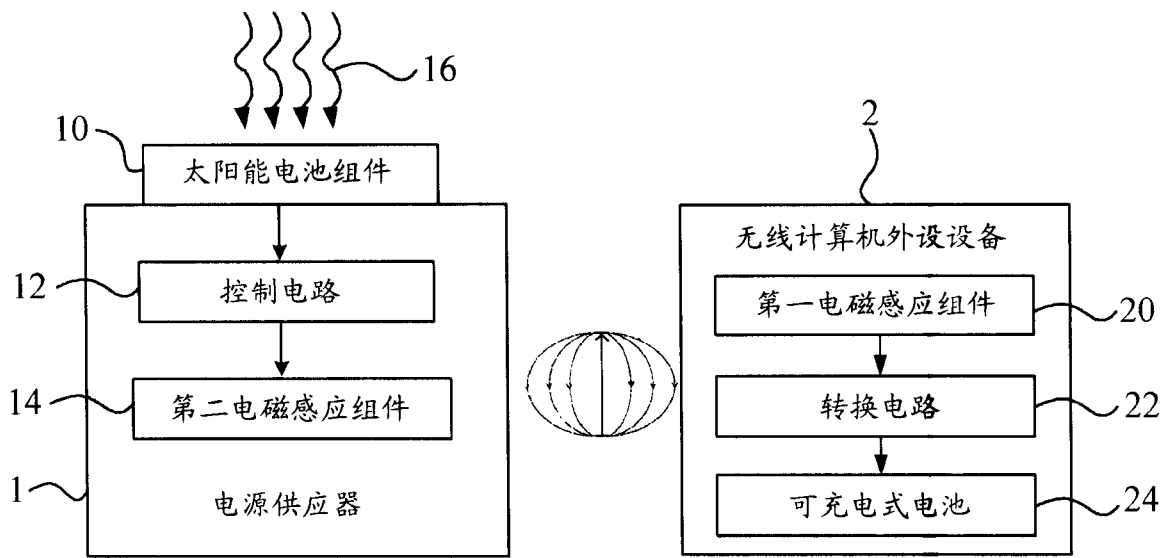 16
10
太阳能电池组件
12
控制电路
14
第二电磁感应组件
1
电源供应器
2
无线计算机外设设备
第一电磁感应组件
20
转换电路
22
可充电式电池
24